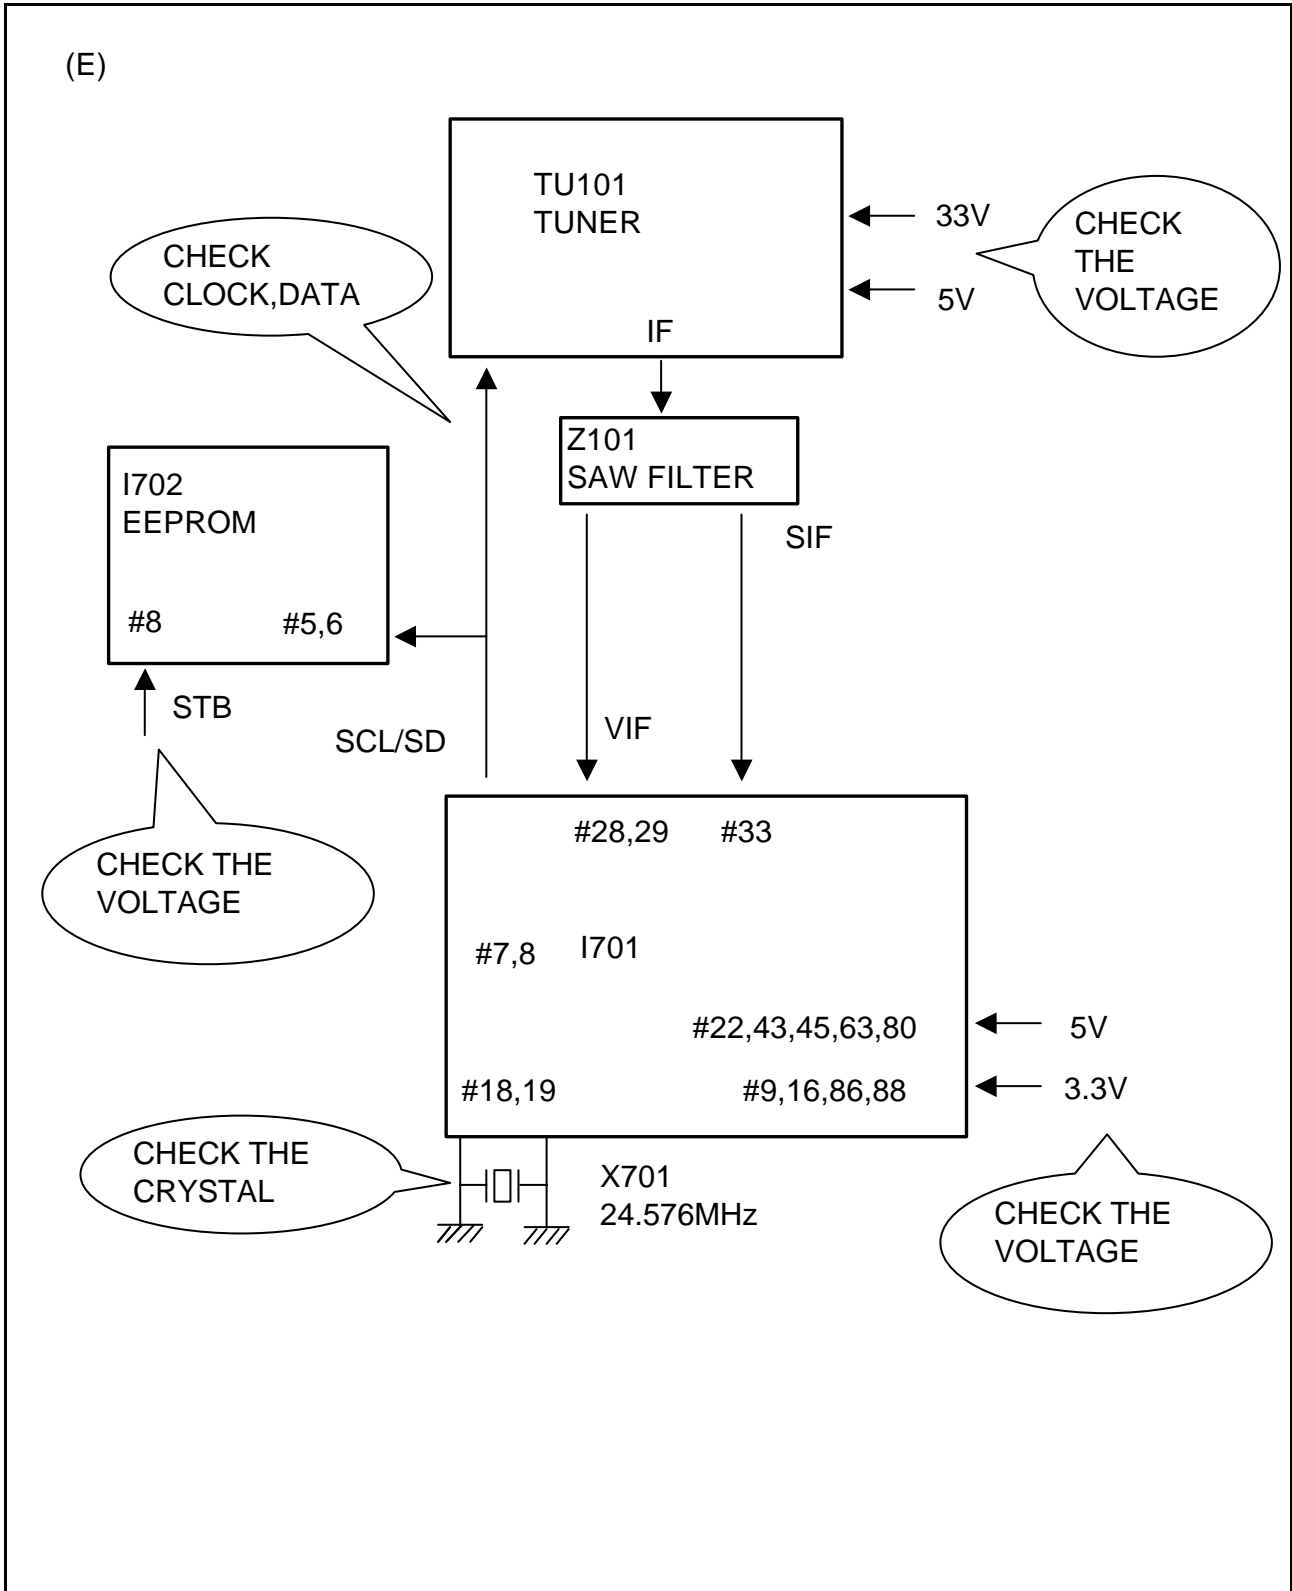 (E)
TU101
TUNER
33V
5V
CHECK
THE
VOLTAGE
CHECK
CLOCK,DATA
IF
Z101
SAW FILTER
I702
EEPROM
#8
#5,6
SIF
STB
SCL/SD
VIF
CHECK THE
VOLTAGE
#28,29
#33
#7,8
I701
#22,43,45,63,80
5V
#18,19
#9,16,86,88
3.3V
CHECK THE
CRYSTAL
X701
24.576MHz
CHECK THE
VOLTAGE